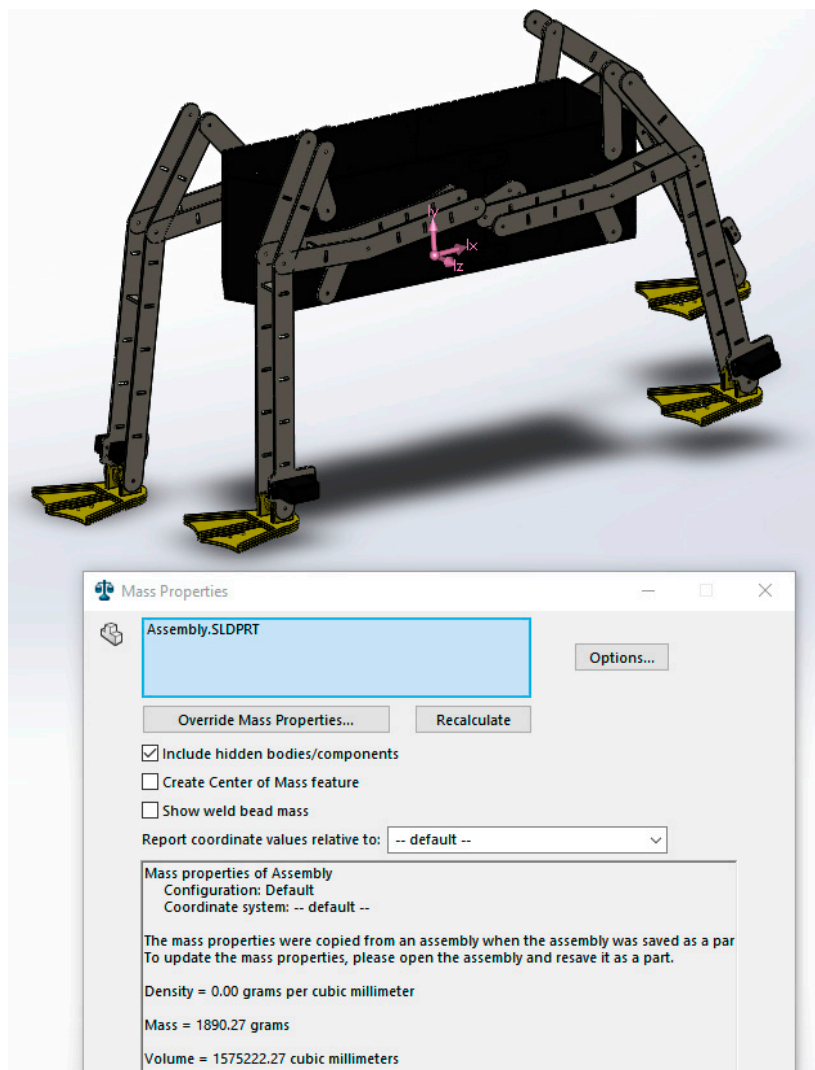 Iy
Ix
Iz
Mass Properties
Assembly.SLDPRT
Options...
Override Mass Properties...
Recalculate
Include hidden bodies/components
Create Center of Mass feature
Show weld bead mass
Report coordinate values relative to:
-- default --
Mass properties of Assembly
Configuration: Default
Coordinate system: -- default --
The mass properties were copied from an assembly when the assembly was saved as a par
To update the mass properties, please open the assembly and resave it as a part.
Density = 0.00 grams per cubic millimeter
Mass = 1890.27 grams
Volume = 1575222.27 cubic millimeters